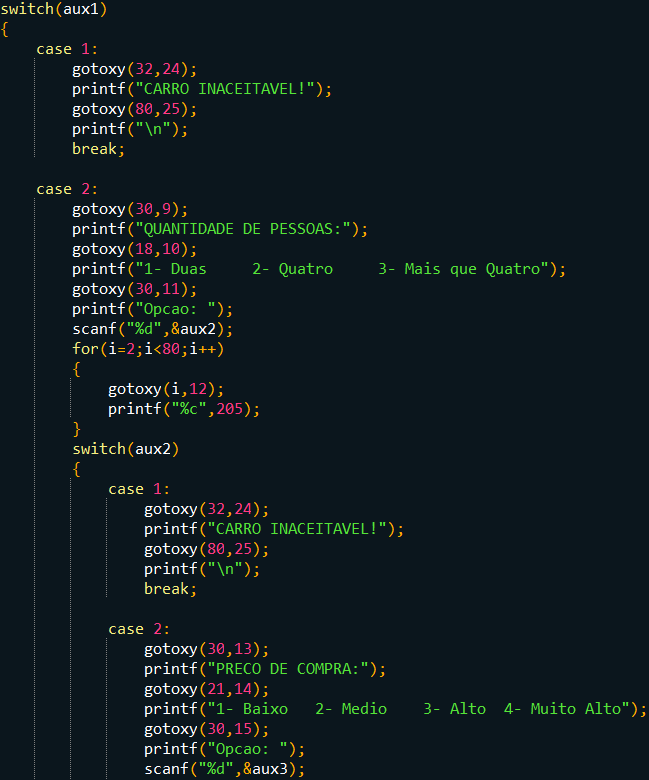 switch(aux1)
{
    case 1:
        gotoxy(32,24);
        printf("CARRO INACEITAVEL!");
        gotoxy(80,25);
        printf("\n");
        break;

    case 2:
        gotoxy(30,9);
        printf("QUANTIDADE DE PESSOAS:");
        gotoxy(18,10);
        printf("1- Duas     2- Quatro     3- Mais que Quatro");
        gotoxy(30,11);
        printf("Opcao: ");
        scanf("%d",&aux2);
        for(i=2;i<80;i++)
        {
            gotoxy(i,12);
            printf("%c",205);
        }
        switch(aux2)
        {
            case 1:
                gotoxy(32,24);
                printf("CARRO INACEITAVEL!");
                gotoxy(80,25);
                printf("\n");
                break;

            case 2:
                gotoxy(30,13);
                printf("PRECO DE COMPRA:");
                gotoxy(21,14);
                printf("1- Baixo   2- Medio    3- Alto  4- Muito Alto");
                gotoxy(30,15);
                printf("Opcao: ");
                scanf("%d",&aux3);